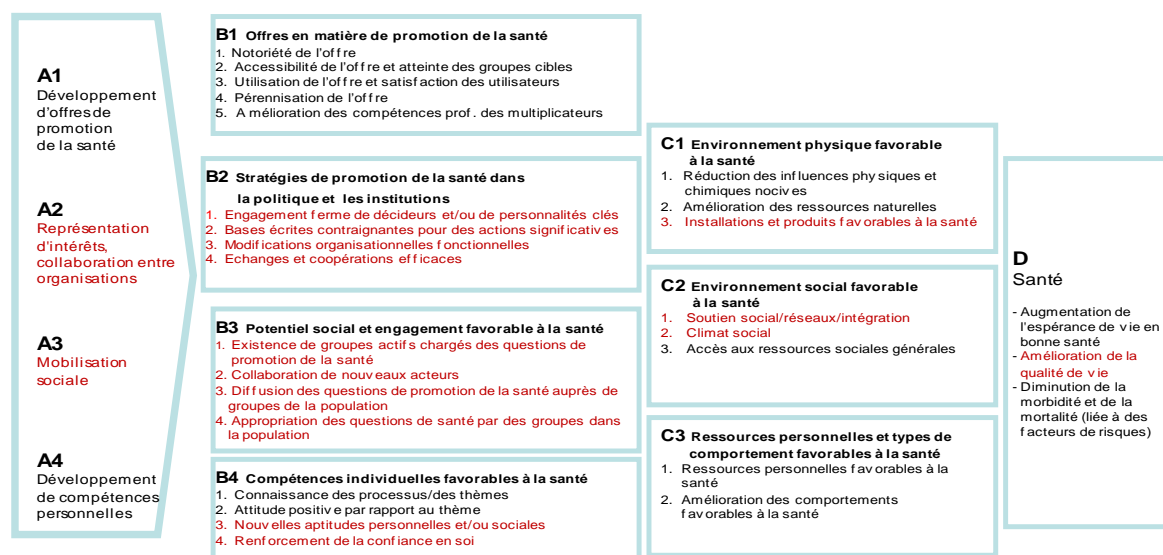 A1
Développement
d'offres de
promotion
de la santé
A2
Représentation
d'intérêts,
collaboration entre
organisations
A3
Mobilisation
sociale
A4
Développement
de compétences
personnelles
B1 Offres en matière de promotion de la santé
1. Notoriété de l'offre
2. Accessibilité de l'offre et atteinte des groupes cibles
3. Utilisation de l'offre et satisfaction des utilisateurs
4. Pérennisation de l'offre
5. Amélioration des compétences prof. des multiplicateurs
B2 Stratégies de promotion de la santé dans
la politique et les institutions
1. Engagement ferme de décideurs et/ou de personnalités clés
2. Bases écrites contraignantes pour des actions significatives
3. Modifications organisationnelles fonctionnelles
4. Echanges et coopérations efficaces
B3 Potentiel social et engagement favorable à la santé
1. Existence de groupes actifs chargés des questions de
promotion de la santé
2. Collaboration de nouveaux acteurs
3. Diffusion des questions de promotion de la santé auprès de
groupes de la population
4. Appropriation des questions de santé par des groupes dans
la population
B4 Compétences individuelles favorables à la santé
1. Connaissance des processus/des thèmes
2. Attitude positive par rapport au thème
3. Nouvelles aptitudes personnelles et/ou sociales
4. Renforcement de la confiance en soi
C1 Environnement physique favorable
à la santé
1. Réduction des influences physiques et
chimiques nocives
2. Amélioration des ressources naturelles
3. Installations et produits favorables à la santé
C2 Environnement social favorable
à la santé
1. Soutien social/réseaux/intégration
2. Climat social
3. Accès aux ressources sociales générales
C3 Ressources personnelles et types de
comportement favorables à la santé
1. Ressources personnelles favorables à la
santé
2. Amélioration des comportements
favorables à la santé
D
Santé
- Augmentation de
l'espérance de vie en
bonne santé
- Amélioration de la
qualité de vie
- Diminution de la
morbidité et de la
mortalité (liée à des
facteurs de risques)